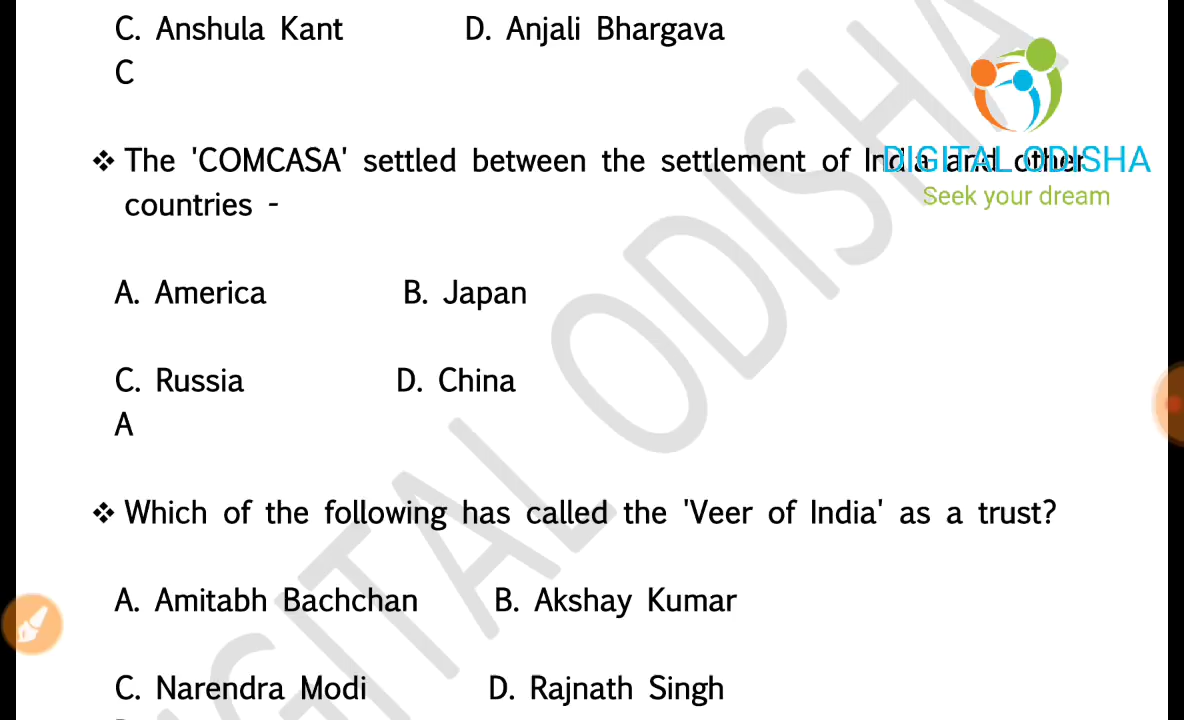 C. Anshula Kant D. Anjali Bhargava
C
❖ The 'COMCASA' settled between the settlement of India and other
DIGITAL ODISHA
countries -
Seek your dream
A. America B. Japan
C. Russia D. China
A
❖ Which of the following has called the 'Veer of India' as a trust?
A. Amitabh Bachchan B. Akshay Kumar
C. Narendra Modi D. Rajnath Singh
DIGITAL ODISHA